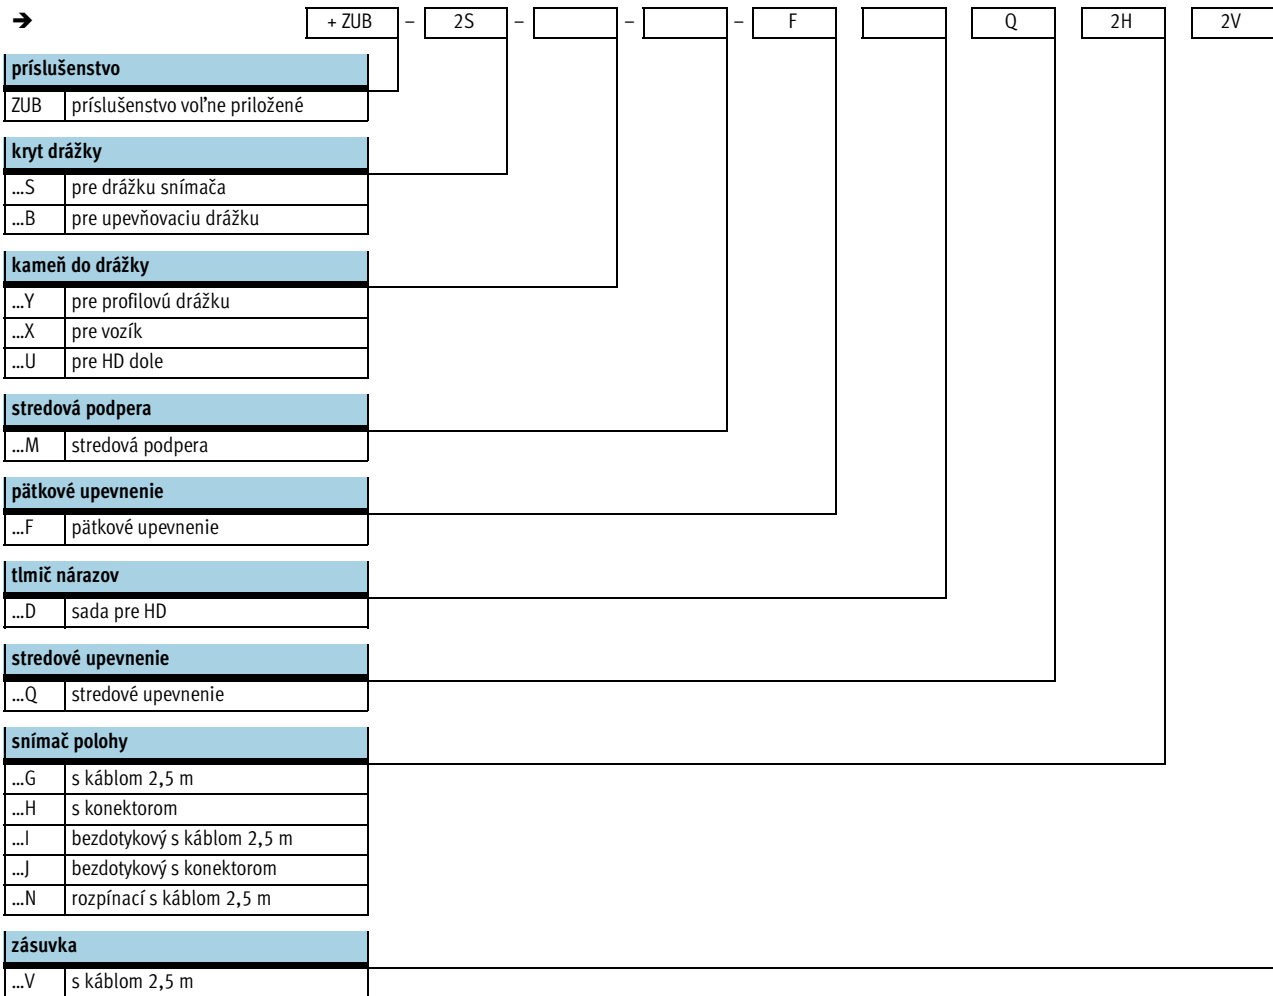 ➔ + ZUB – 2S – – – F Q 2H 2V
príslušenstvo
ZUB príslušenstvo voľne priložené
kryt drážky
...S pre drážku snímača
...B pre upevňovaciu drážku
kameň do drážky
...Y pre profilovú drážku
...X pre vozík
...U pre HD dole
stredová podpera
...M stredová podpera
pätkové upevnenie
...F pätkové upevnenie
tlmič nárazov
...D sada pre HD
stredové upevnenie
...Q stredové upevnenie
snímač polohy
...G s káblom 2,5 m
...H s konektorom
...I bezdotykový s káblom 2,5 m
...J bezdotykový s konektorom
...N rozpínací s káblom 2,5 m
zásuvka
...V s káblom 2,5 m